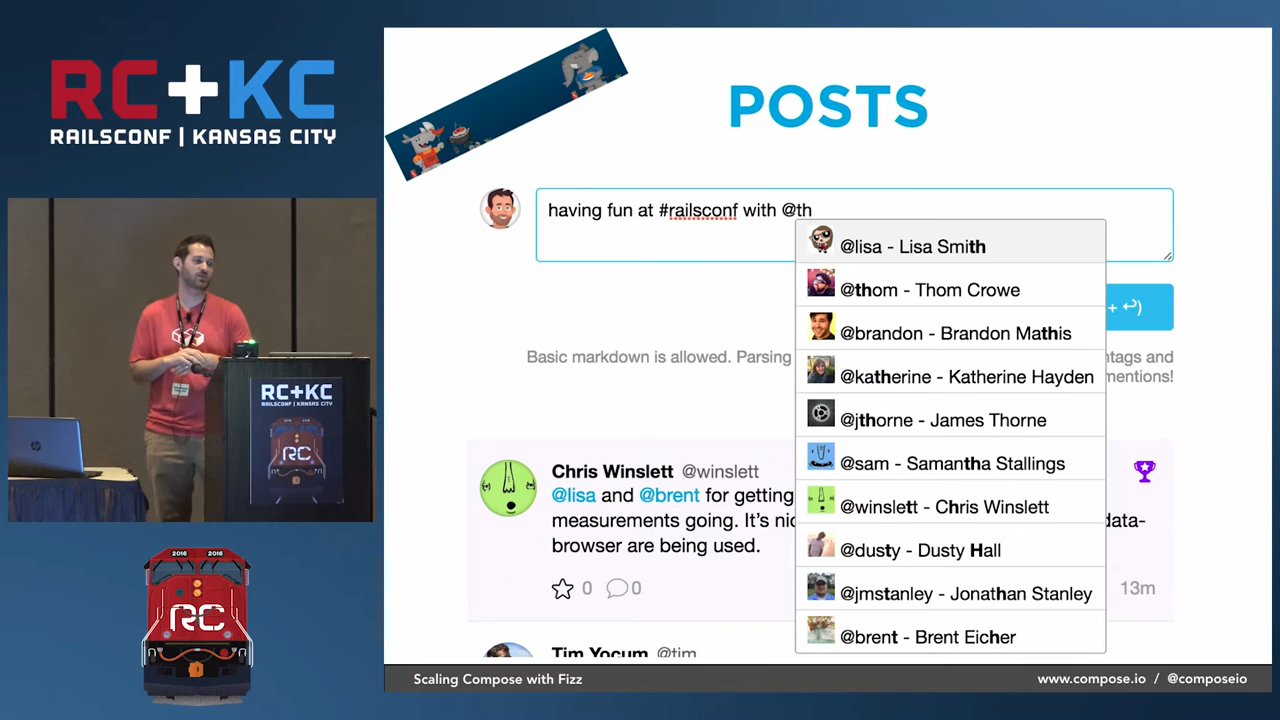 RC+KC
RAILSCONF | KANSAS CITY
POSTS
having fun at #railsconf with @th
@lisa - Lisa Smith
@thom - Thom Crowe
@brandon - Brandon Mathis
@katherine - Katherine Hayden
@jthorne - James Thorne
@sam - Samantha Stallings
@winslett - Chris Winslett
@dusty - Dusty Hall
@jmstanley - Jonathan Stanley
@brent - Brent Eicher
+ ↩)
Basic markdown is allowed. Parsing
ntags and
mentions!
Chris Winslett @winslett
@lisa and @brent for getting
measurements going. It's nic
data-
browser are being used.
0
0
13m
Tim Yocum @tim
RC+KC
RAILSCONF | KANSAS CITY
RC
hp
2016 2016
RC
Scaling Compose with Fizz
www.compose.io / @composeio